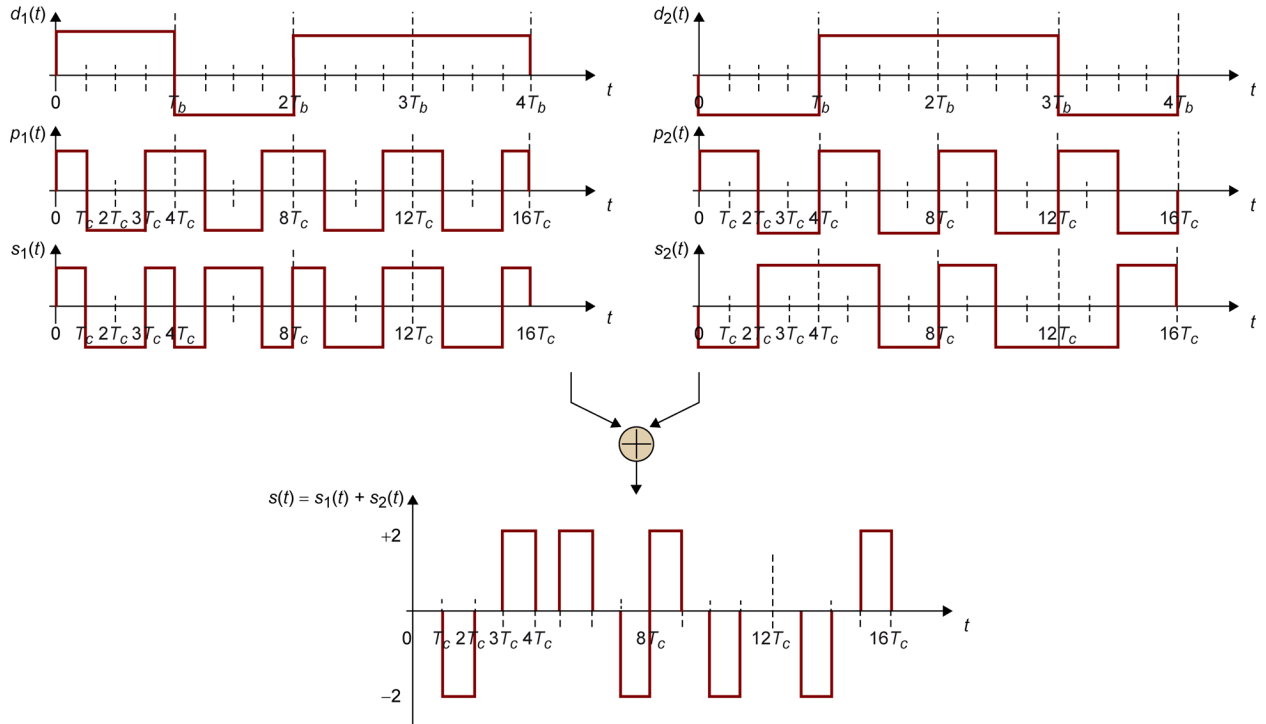 d1(t)
0 Tb 2Tb 3Tb 4Tb t
p1(t)
0 Tc 2Tc 3Tc 4Tc 8Tc 12Tc 16Tc t
s1(t)
0 Tc 2Tc 3Tc 4Tc 8Tc 12Tc 16Tc t
d2(t)
0 Tb 2Tb 3Tb 4Tb t
p2(t)
0 Tc 2Tc 3Tc 4Tc 8Tc 12Tc 16Tc t
s2(t)
0 Tc 2Tc 3Tc 4Tc 8Tc 12Tc 16Tc t
s(t) = s1(t) + s2(t)
+2
0 Tc 2Tc 3Tc 4Tc 8Tc 12Tc 16Tc t
−2